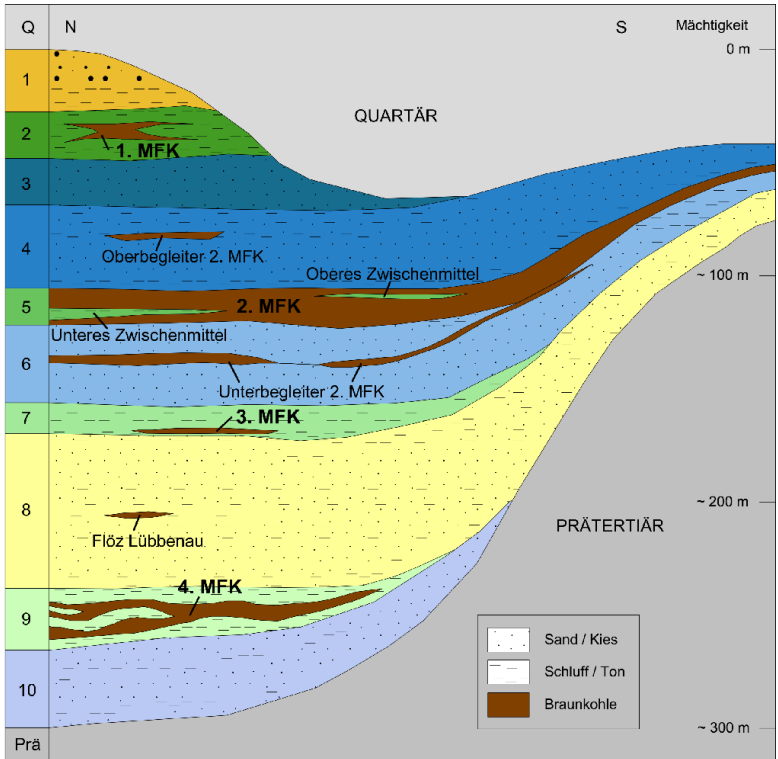 Q N S Mächtigkeit
0 m
1
QUARTÄR
2
1. MFK
3
4
Oberbegleiter 2. MFK
Oberes Zwischenmittel
~ 100 m
5
2. MFK
Unteres Zwischenmittel
6
Unterbegleiter 2. MFK
7
3. MFK
8
~ 200 m
Flöz Lübbenau
PRÄTERTIÄR
4. MFK
9
Sand / Kies
Schluff / Ton
10
Braunkohle
Prä
~ 300 m